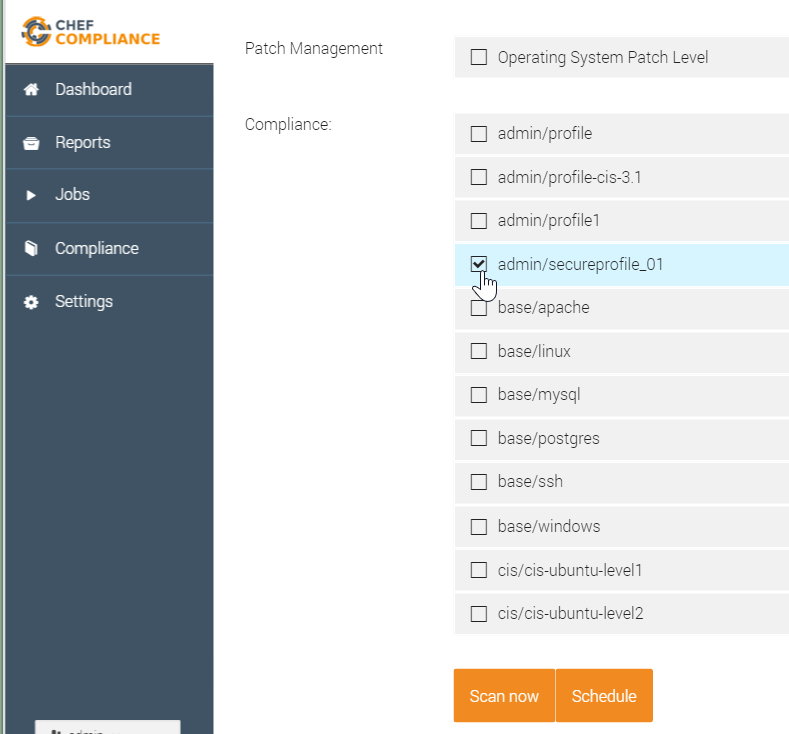 CHEF
COMPLIANCE
Dashboard
Reports
Jobs
Compliance
Settings
Patch Management
Operating System Patch Level
Compliance:
admin/profile
admin/profile-cis-3.1
admin/profile1
admin/secureprofile_01
base/apache
base/linux
base/mysql
base/postgres
base/ssh
base/windows
cis/cis-ubuntu-level1
cis/cis-ubuntu-level2
Scan now
Schedule